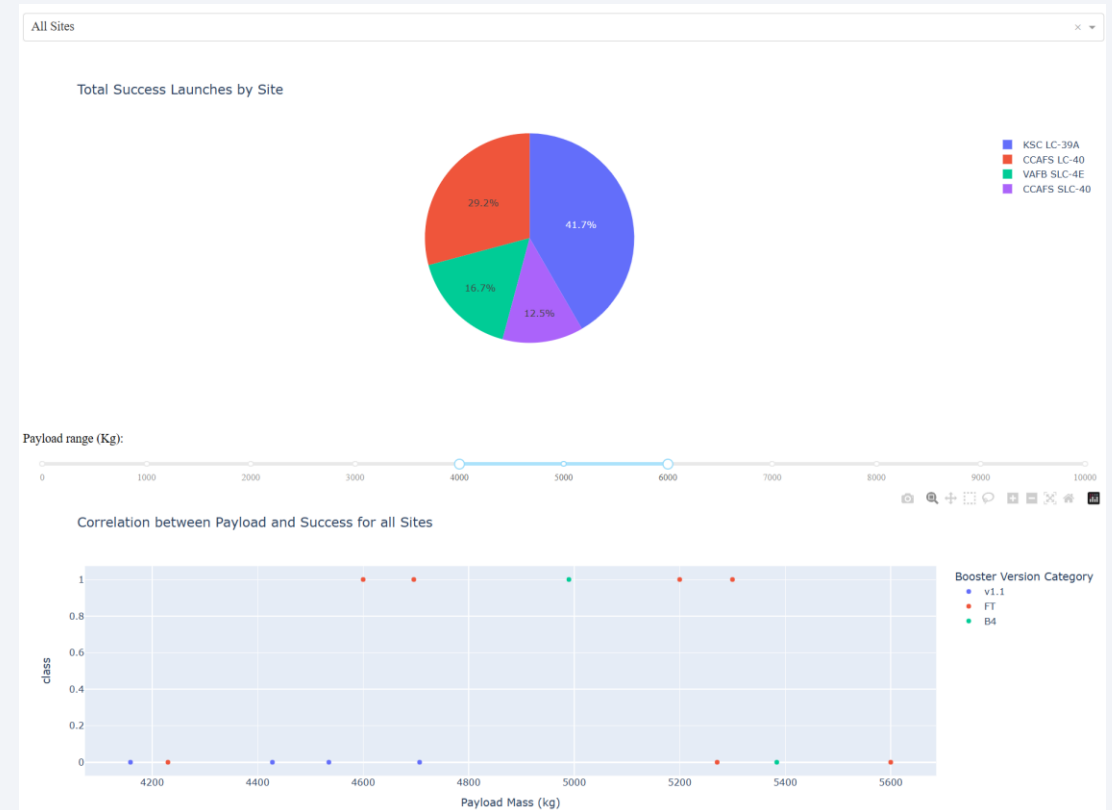 All Sites
Total Success Launches by Site
KSC LC-39A
CCAFS LC-40
VAFB SLC-4E
CCAFS SLC-40
29.2%
41.7%
16.7%
12.5%
Payload range (Kg):
0 1000 2000 3000 4000 5000 6000 7000 8000 9000 10000
Correlation between Payload and Success for all Sites
Booster Version Category
v1.1
FT
B4
class
1
0.8
0.6
0.4
0.2
0
4200 4400 4600 4800 5000 5200 5400 5600
Payload Mass (kg)